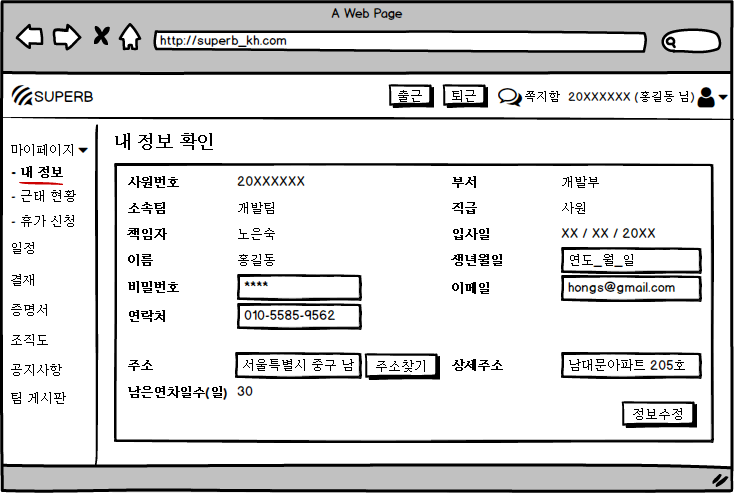 A Web Page
http://superb_kh.com
SUPERB 출근 퇴근 쪽지함 20XXXXXX (홍길동 님)
마이페이지
- 내 정보
- 근태 현황
- 휴가 신청
일정
결재
증명서
조직도
공지사항
팀 게시판
내 정보 확인
사원번호 20XXXXXX 부서 개발부
소속팀 개발팀 직급 사원
책임자 노은숙 입사일 XX / XX / 20XX
이름 홍길동 생년월일 연도_월_일
비밀번호 **** 이메일 hongs@gmail.com
연락처 010-5585-9562
주소 서울특별시 중구 남 주소찾기 상세주소 남대문아파트 205호
남은연차일수(일) 30
정보수정